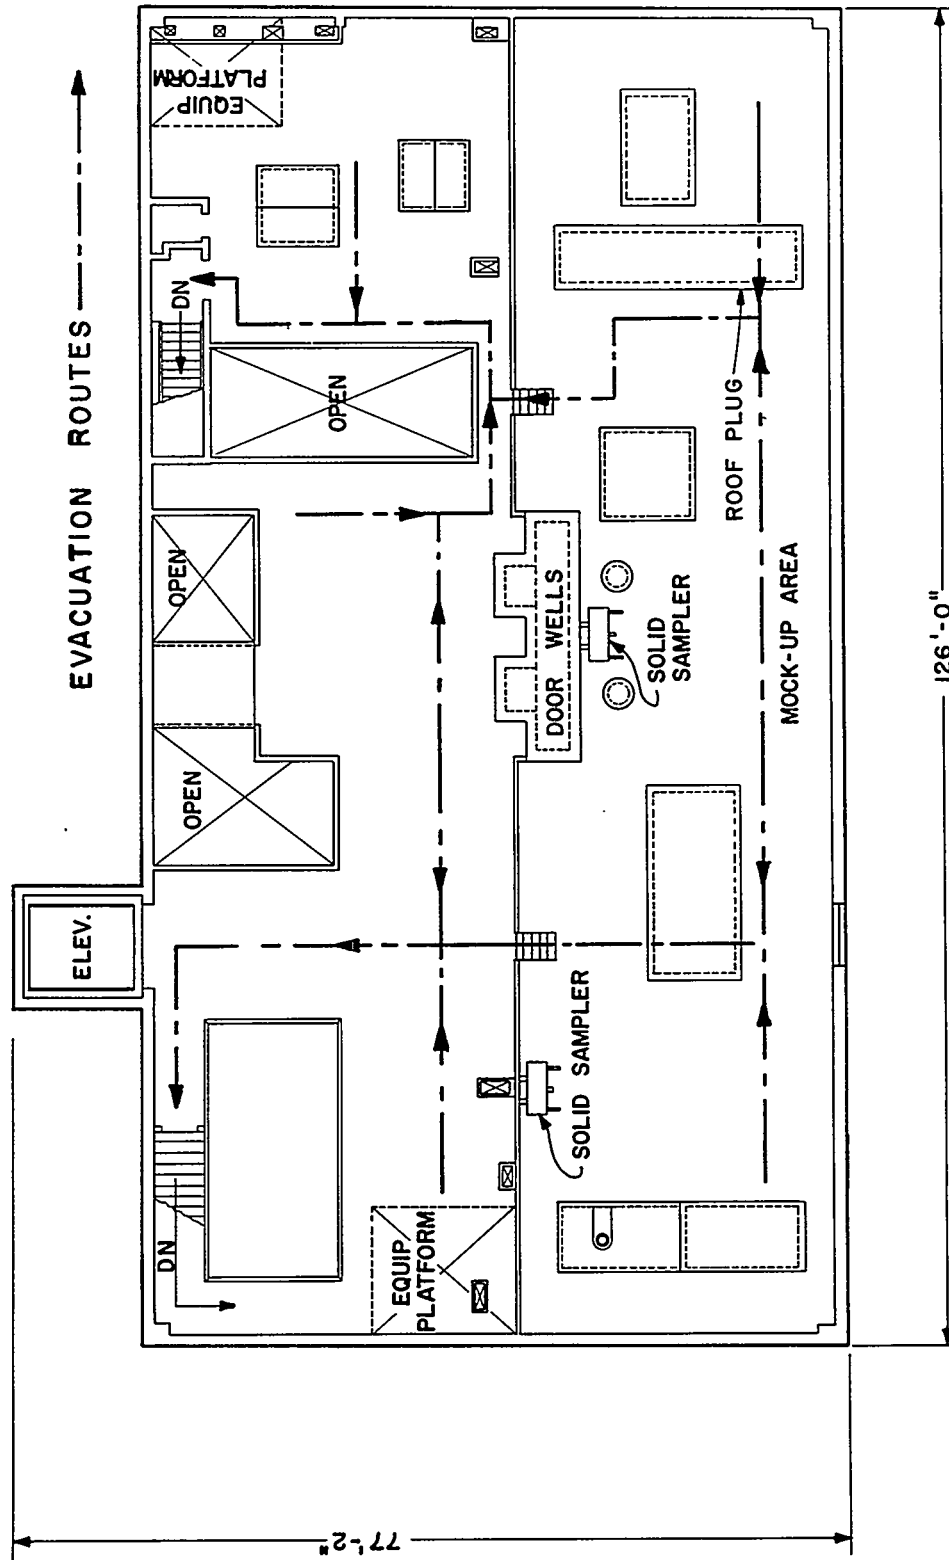 EVACUATION ROUTES
ELEV.
DN
OPEN
OPEN
OPEN
DN
EQUIP
PLATFORM
EQUIP
PLATFORM
SOLID SAMPLER
DOOR WELLS
SOLID
SAMPLER
ROOF PLUG
MOCK-UP AREA
77'-2"
126'-0"